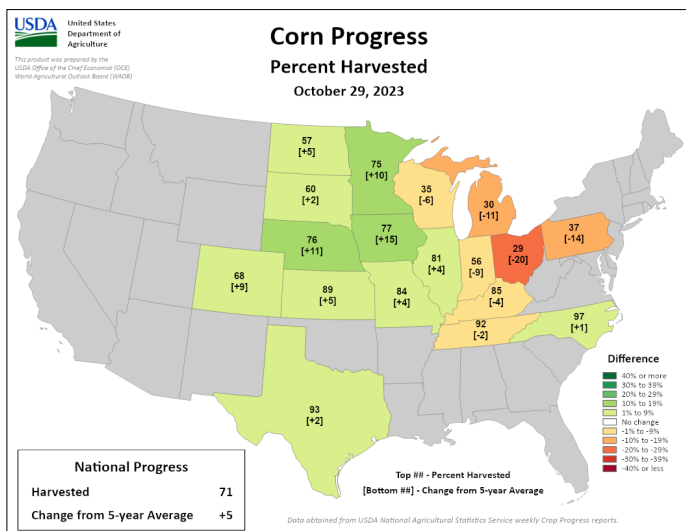 USDA
United States
Department of
Agriculture
This product was prepared by the
USDA Office of the Chief Economist (OCE)
World Agricultural Outlook Board (WAOB)
Corn Progress
Percent Harvested
October 29, 2023
57
[+5]
75
[+10]
60
[+2]
35
[-6]
30
[-11]
76
[+11]
77
[+15]
37
[-14]
29
[-20]
68
[+9]
89
[+5]
84
[+4]
81
[+4]
56
[-9]
85
[-4]
92
[-2]
97
[+1]
93
[+2]
Difference
40% or more
30% to 39%
20% to 29%
10% to 19%
1% to 9%
No change
-1% to -9%
-10% to -19%
-20% to -29%
-30% to -39%
-40% or less
National Progress
Harvested 71
Change from 5-year Average +5
Top ## - Percent Harvested
[Bottom ##] - Change from 5-year Average
Data obtained from USDA National Agricultural Statistics Service weekly Crop Progress reports.